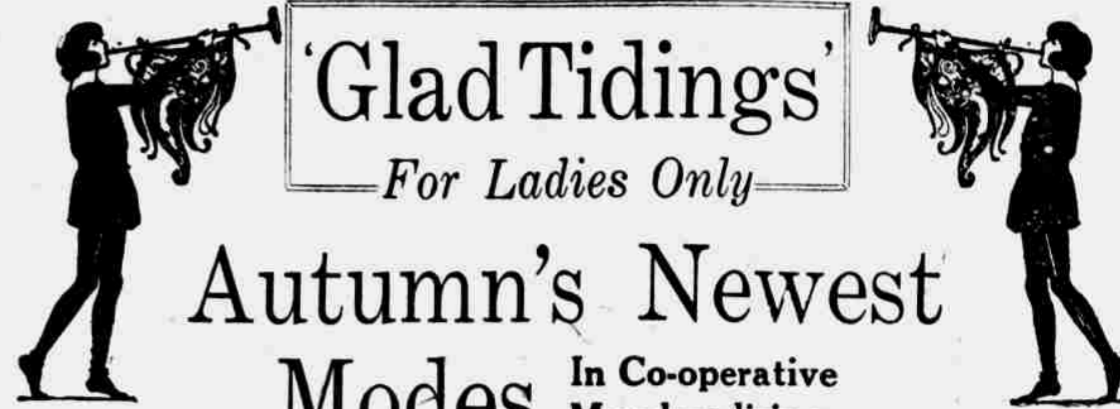 'Glad Tidings'
For Ladies Only
Autumn's Newest
Modes In Co-operative